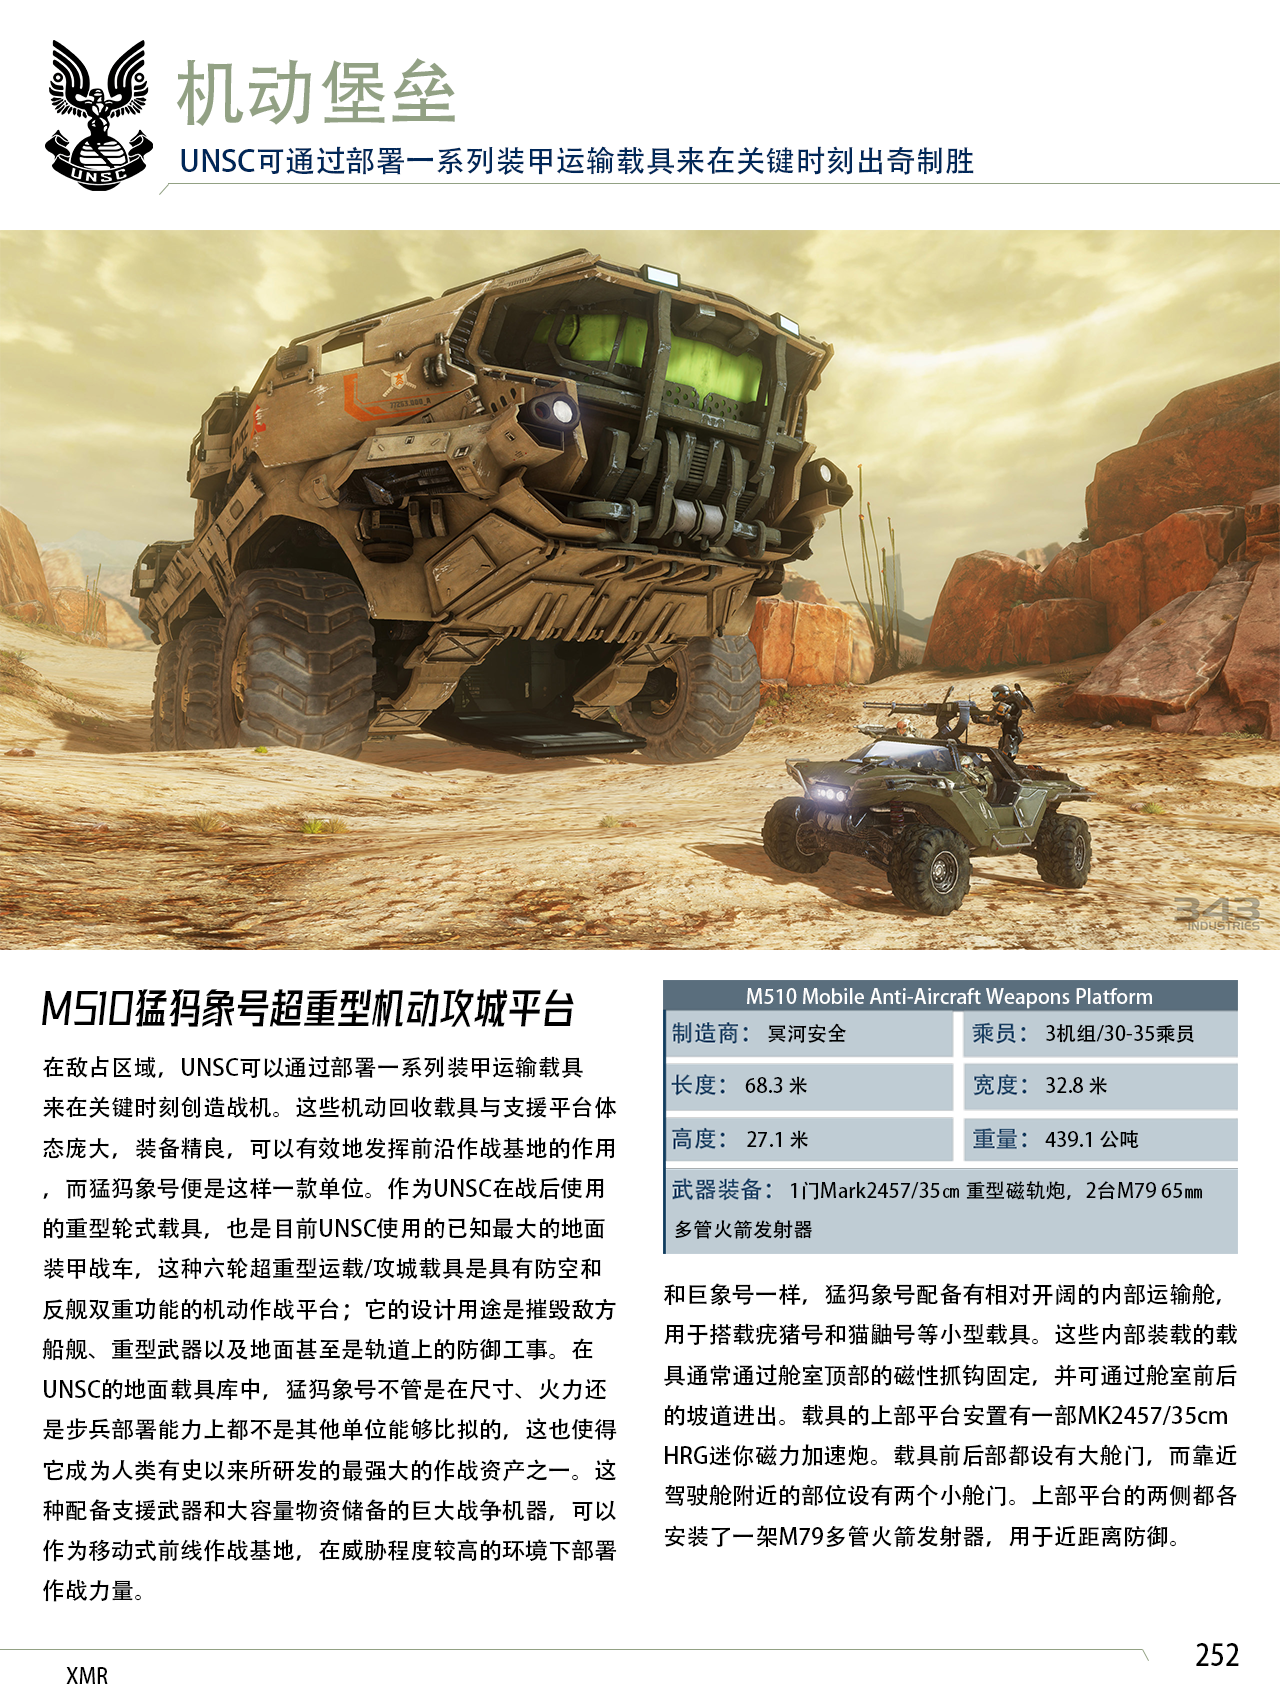 机动堡垒
UNSC可通过部署一系列装甲运输载具来在关键时刻出奇制胜
UNSC
343
INDUSTRIES
M510猛犸象号超重型机动攻城平台
在敌占区域，UNSC可以通过部署一系列装甲运输载具
来在关键时刻创造战机。这些机动回收载具与支援平台体
态庞大，装备精良，可以有效地发挥前沿作战基地的作用
，而猛犸象号便是这样一款单位。作为UNSC在战后使用
的重型轮式载具，也是目前UNSC使用的已知最大的地面
装甲战车，这种六轮超重型运载/攻城载具是具有防空和
反舰双重功能的机动作战平台；它的设计用途是摧毁敌方
船舰、重型武器以及地面甚至是轨道上的防御工事。在
UNSC的地面载具库中，猛犸象号不管是在尺寸、火力还
是步兵部署能力上都不是其他单位能够比拟的，这也使得
它成为人类有史以来所研发的最强大的作战资产之一。这
种配备支援武器和大容量物资储备的巨大战争机器，可以
作为移动式前线作战基地，在威胁程度较高的环境下部署
作战力量。
M510 Mobile Anti-Aircraft Weapons Platform
制造商： 冥河安全
乘员： 3机组/30-35乘员
长度： 68.3 米
宽度： 32.8 米
高度： 27.1 米
重量： 439.1 公吨
武器装备： 1门Mark2457/35㎝ 重型磁轨炮，2台M79 65㎜
多管火箭发射器
和巨象号一样，猛犸象号配备有相对开阔的内部运输舱，
用于搭载疣猪号和猫鼬号等小型载具。这些内部装载的载
具通常通过舱室顶部的磁性抓钩固定，并可通过舱室前后
的坡道进出。载具的上部平台安置有一部MK2457/35cm
HRG迷你磁力加速炮。载具前后部都设有大舱门，而靠近
驾驶舱附近的部位设有两个小舱门。上部平台的两侧都各
安装了一架M79多管火箭发射器，用于近距离防御。
252
XMR